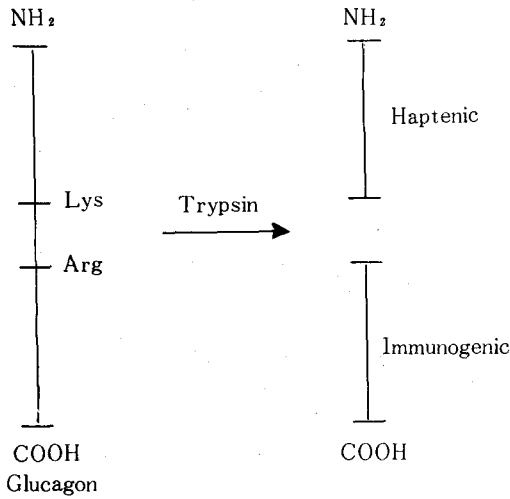 NH₂
Lys
Arg
COOH
Glucagon
Trypsin
NH₂
Haptenic
Immunogenic
COOH